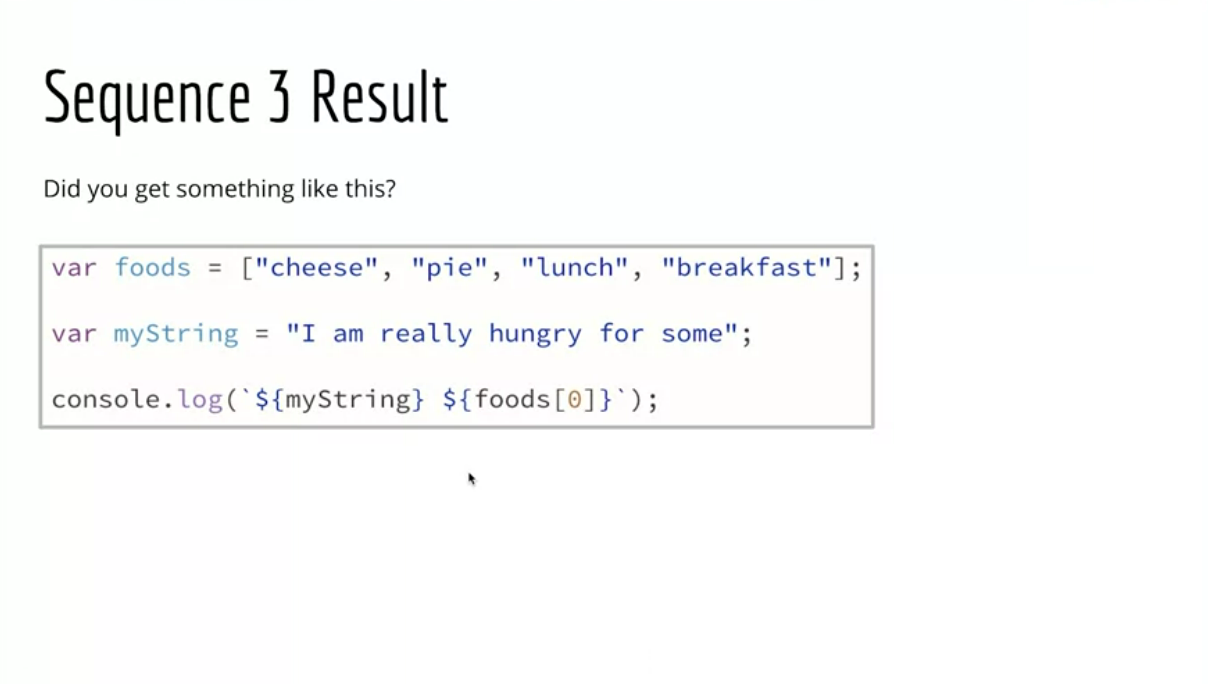 Sequence 3 Result
Did you get something like this?
var foods = ["cheese", "pie", "lunch", "breakfast"];
var myString = "I am really hungry for some";
console.log(`${myString} ${foods[0]}`);